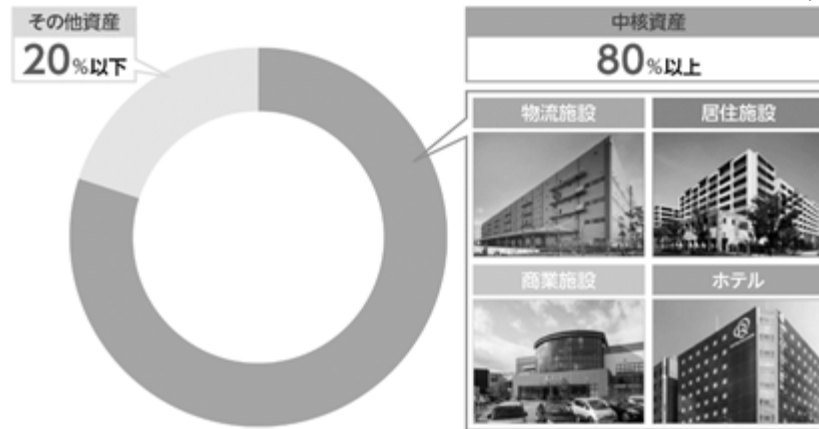 その他資産
20%以下
中核資産
80%以上
物流施設
居住施設
商業施設
ホテル